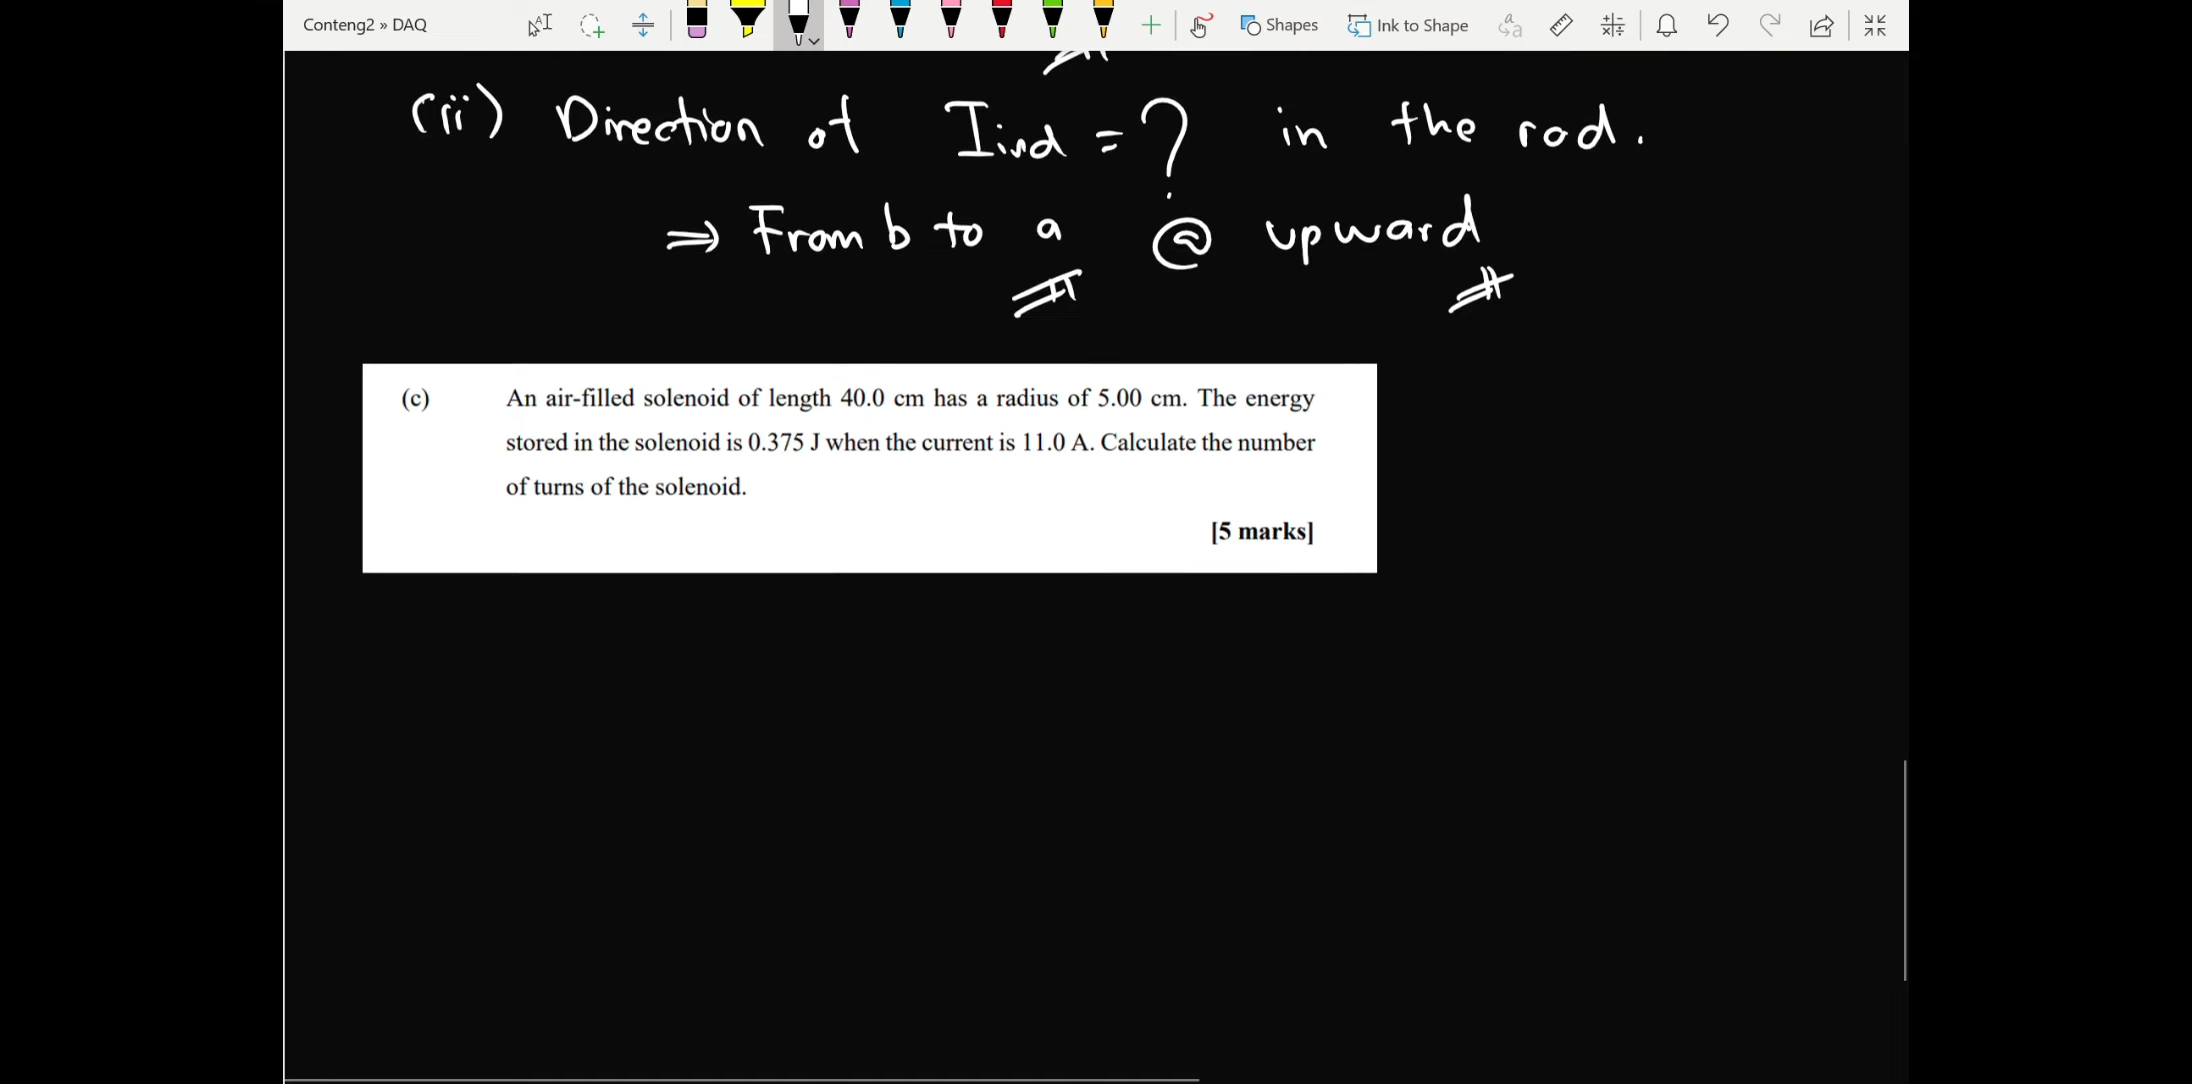 Conteng2 » DAQ
Shapes
Ink to Shape
(ii) Direction of Iind = ? in the rod.
⇒ From b to a @ upward
(c) An air-filled solenoid of length 40.0 cm has a radius of 5.00 cm. The energy
stored in the solenoid is 0.375 J when the current is 11.0 A. Calculate the number
of turns of the solenoid.
[5 marks]